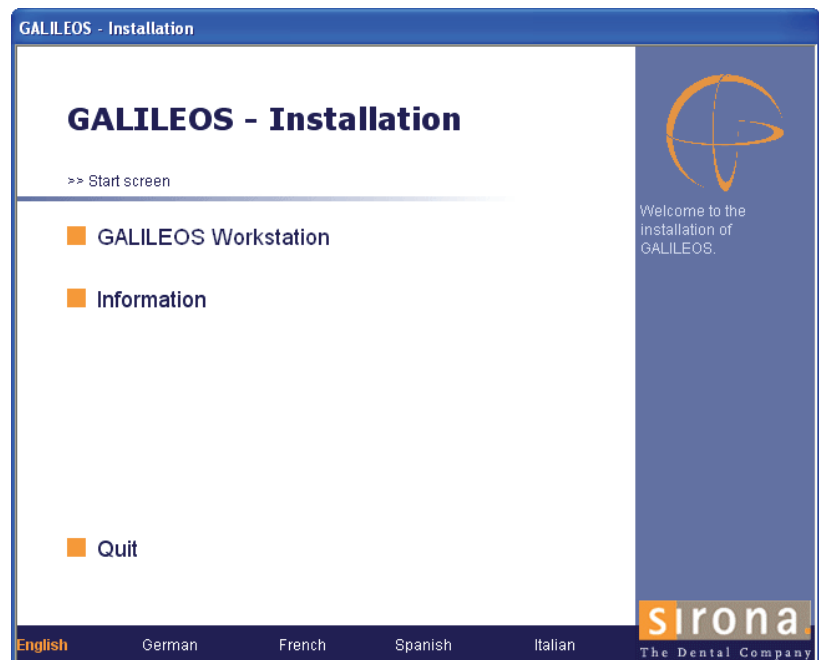 GALILEOS - Installation
GALILEOS - Installation
>> Start screen
GALILEOS Workstation
Information
Quit
Welcome to the
installation of
GALILEOS.
English German French Spanish Italian
sirona.
The Dental Company